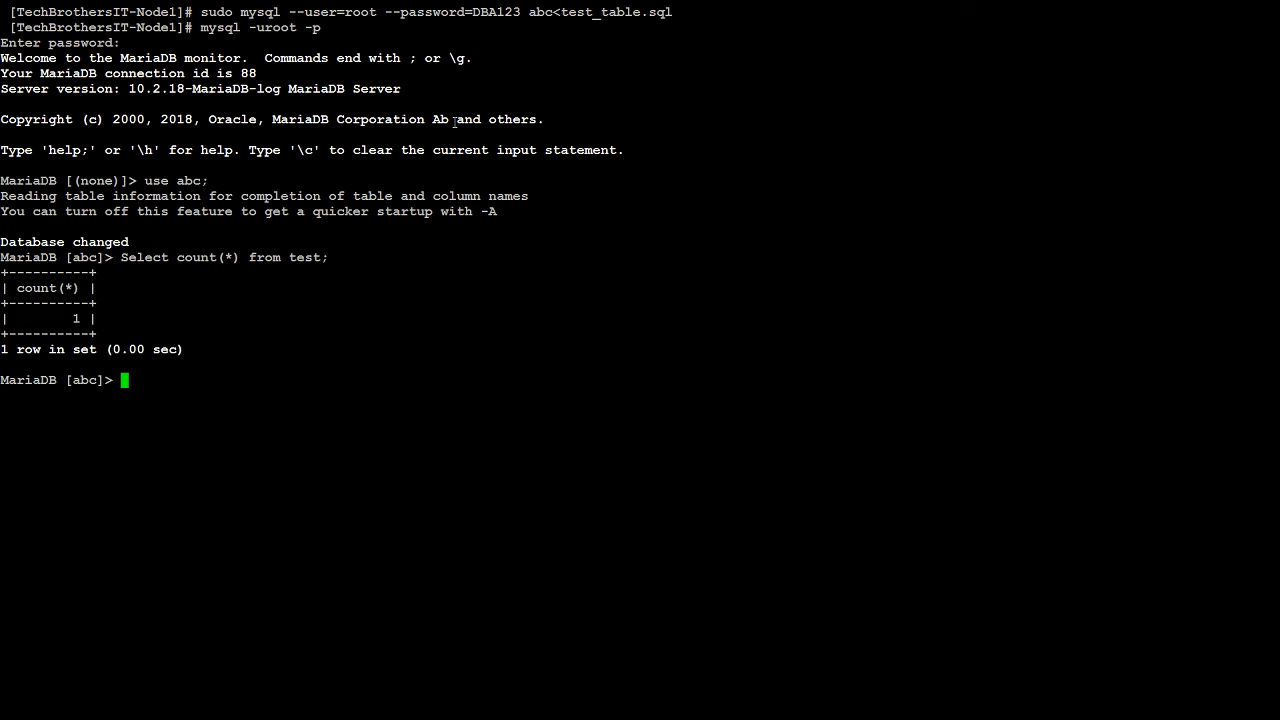 [TechBrothersIT-Node1]# sudo mysql --user=root --password=DBA123 abc<test_table.sql
[TechBrothersIT-Node1]# mysql -uroot -p
Enter password:
Welcome to the MariaDB monitor.  Commands end with ; or \g.
Your MariaDB connection id is 88
Server version: 10.2.18-MariaDB-log MariaDB Server
Copyright (c) 2000, 2018, Oracle, MariaDB Corporation Ab and others.
Type 'help;' or '\h' for help. Type '\c' to clear the current input statement.
MariaDB [(none)]> use abc;
Reading table information for completion of table and column names
You can turn off this feature to get a quicker startup with -A
Database changed
MariaDB [abc]> Select count(*) from test;
+----------+
| count(*) |
+----------+
|        1 |
+----------+
1 row in set (0.00 sec)
MariaDB [abc]>